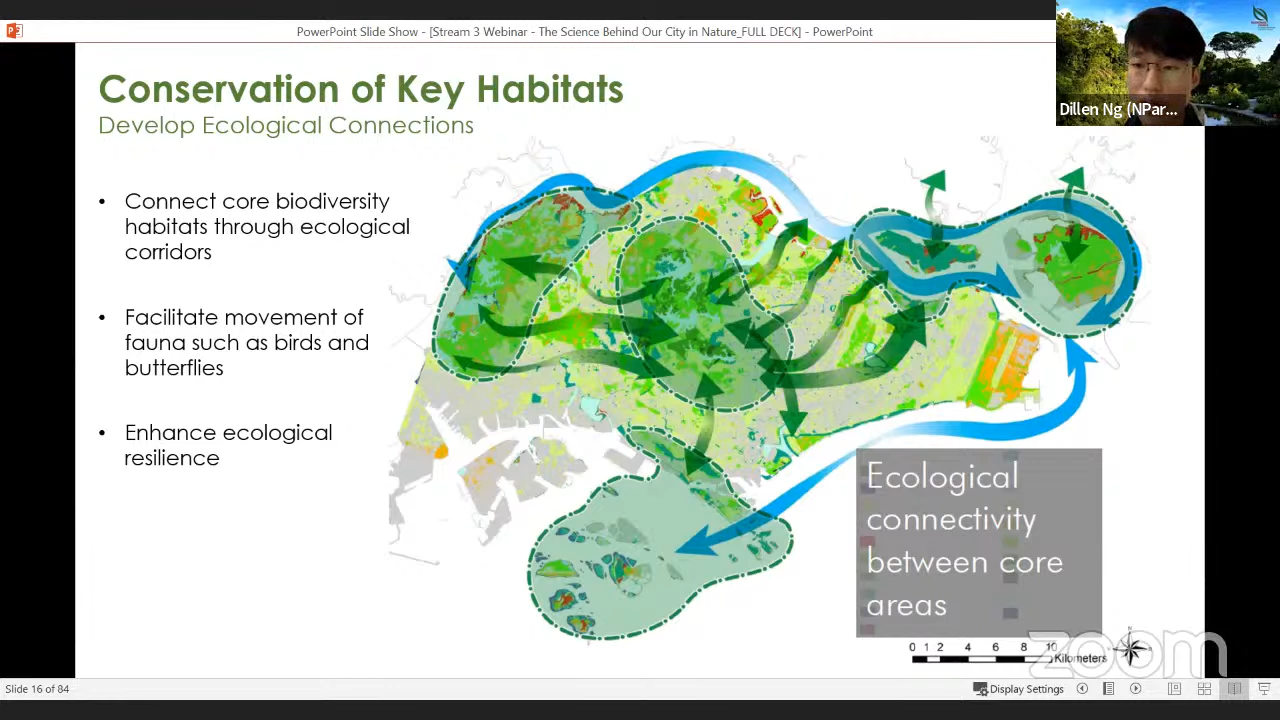 PowerPoint Slide Show - [Stream 3 Webinar - The Science Behind Our City in Nature_FULL DECK] - PowerPoint
Dillen Ng (NPar...
Conservation of Key Habitats
Develop Ecological Connections
• Connect core biodiversity
habitats through ecological
corridors
• Facilitate movement of
fauna such as birds and
butterflies
• Enhance ecological
resilience
Ecological
connectivity
between core
areas
0 1 2 4 6 8 10
Kilometers
N
zoom
Slide 16 of 84
Display Settings